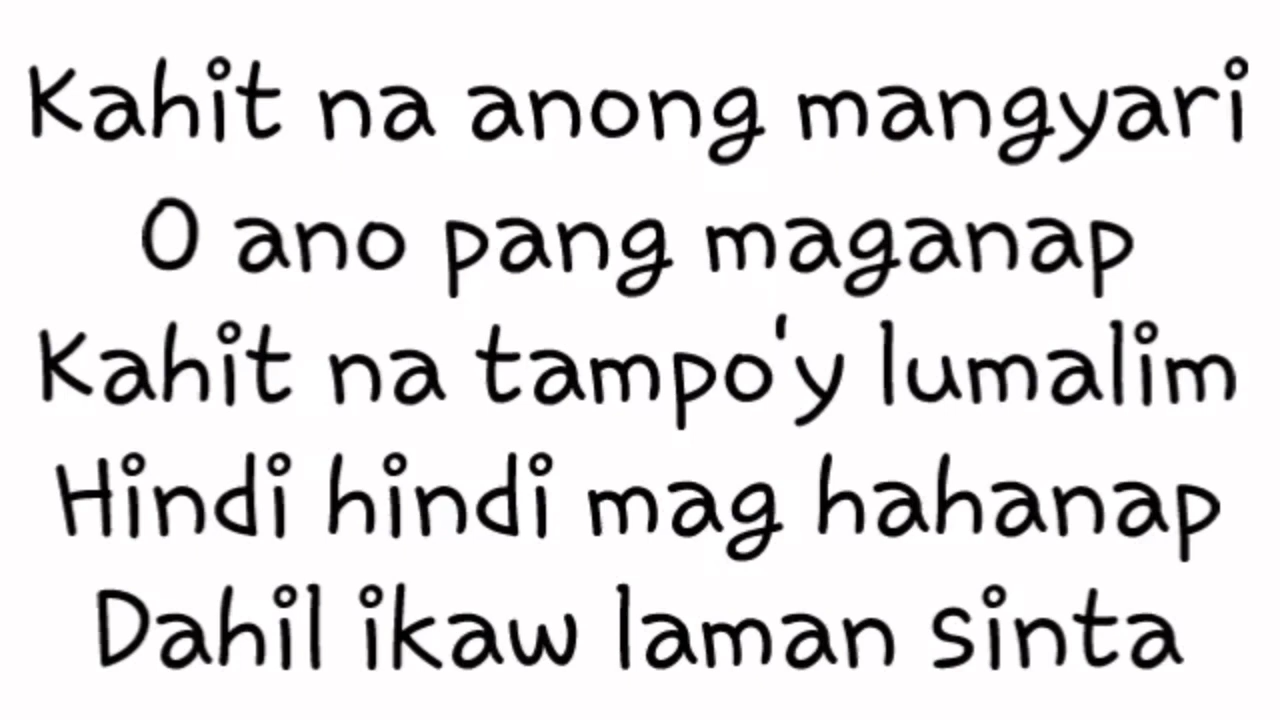 Kahit na anong mangyari
O ano pang maganap
Kahit na tampo'y lumalim
Hindi hindi mag hahanap
Dahil ikaw laman sinta